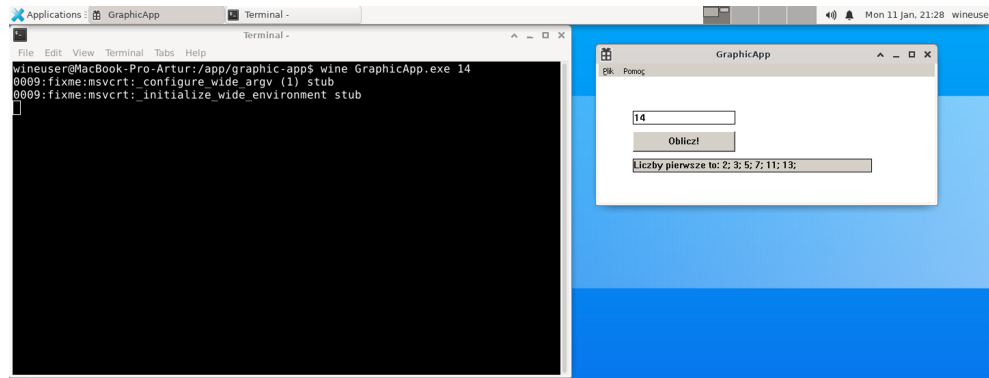 Applications GraphicApp Terminal - Mon 11 Jan, 21:28 wineuse
Terminal -
File Edit View Terminal Tabs Help
wineuser@MacBook-Pro-Artur:/app/graphic-app$ wine GraphicApp.exe 14
0009:fixme:msvcrt:_configure_wide_argv (1) stub
0009:fixme:msvcrt:_initialize_wide_environment stub
GraphicApp
Plik Pomoc
14
Oblicz!
Liczby pierwsze to: 2; 3; 5; 7; 11; 13;